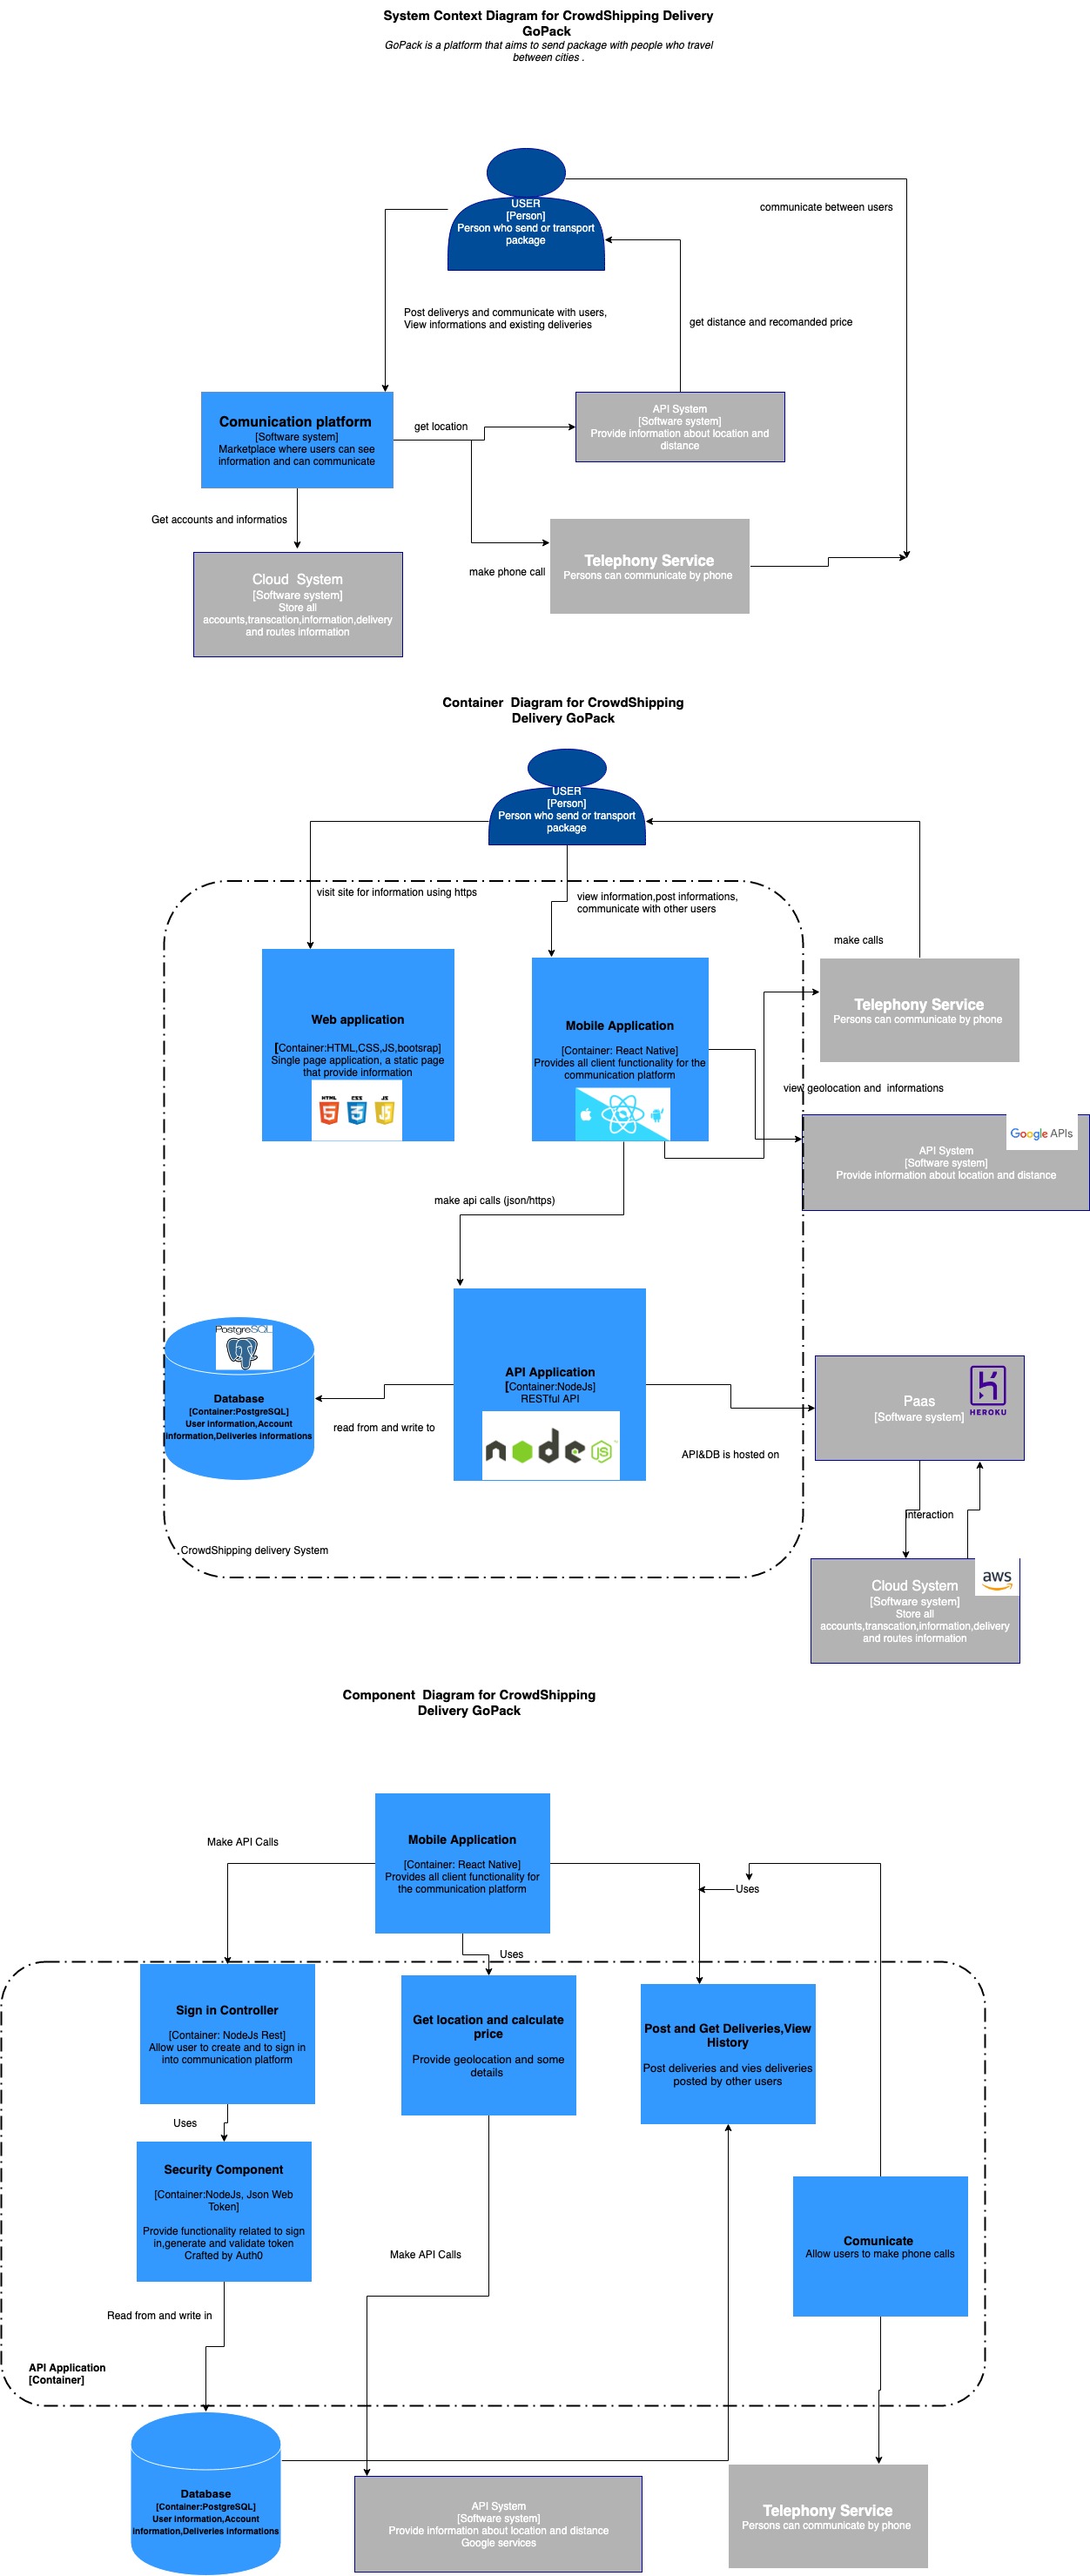 System Context Diagram for CrowdShipping Delivery
GoPack
GoPack is a platform that aims to send package with people who travel
between cities .
USER
[Person]
Person who send or transport
package
communicate between users
Post deliverys and communicate with users,
View informations and existing deliveries
get distance and recomanded price
Comunication platform
[Software system]
Marketplace where users can see
information and can communicate
get location
API System
[Software system]
Provide information about location and
distance
Get accounts and informatios
make phone call
Telephony Service
Persons can communicate by phone
Cloud System
[Software system]
Store all
accounts,transcation,information,delivery
and routes information
Container Diagram for CrowdShipping
Delivery GoPack
USER
[Person]
Person who send or transport
package
visit site for information using https
view information,post informations,
communicate with other users
make calls
Web application
[Container:HTML,CSS,JS,bootsrap]
Single page application, a static page
that provide information
HTML CSS JS
5 3 JS
Mobile Application
[Container: React Native]
Provides all client functionality for the
communication platform
Telephony Service
Persons can communicate by phone
view geolocation and informations
Google APIs
API System
[Software system]
Provide information about location and distance
make api calls (json/https)
PostgreSQL
Database
[Container:PostgreSQL]
User information,Account
information,Deliveries informations
read from and write to
API Application
[Container:NodeJs]
RESTful API
node JS
API&DB is hosted on
Paas
[Software system]
HEROKU
interaction
CrowdShipping delivery System
aws
Cloud System
[Software system]
Store all
accounts,transcation,information,delivery
and routes information
Component Diagram for CrowdShipping
Delivery GoPack
Make API Calls
Mobile Application
[Container: React Native]
Provides all client functionality for
the communication platform
Uses
Uses
Sign in Controller
[Container: NodeJs Rest]
Allow user to create and to sign in
into communication platform
Get location and calculate
price
Provide geolocation and some
details
Post and Get Deliveries,View
History
Post deliveries and vies deliveries
posted by other users
Uses
Security Component
[Container:NodeJs, Json Web
Token]
Provide functionality related to sign
in,generate and validate token
Crafted by Auth0
Make API Calls
Comunicate
Allow users to make phone calls
Read from and write in
API Application
[Container]
Database
[Container:PostgreSQL]
User information,Account
information,Deliveries informations
API System
[Software system]
Provide information about location and distance
Google services
Telephony Service
Persons can communicate by phone